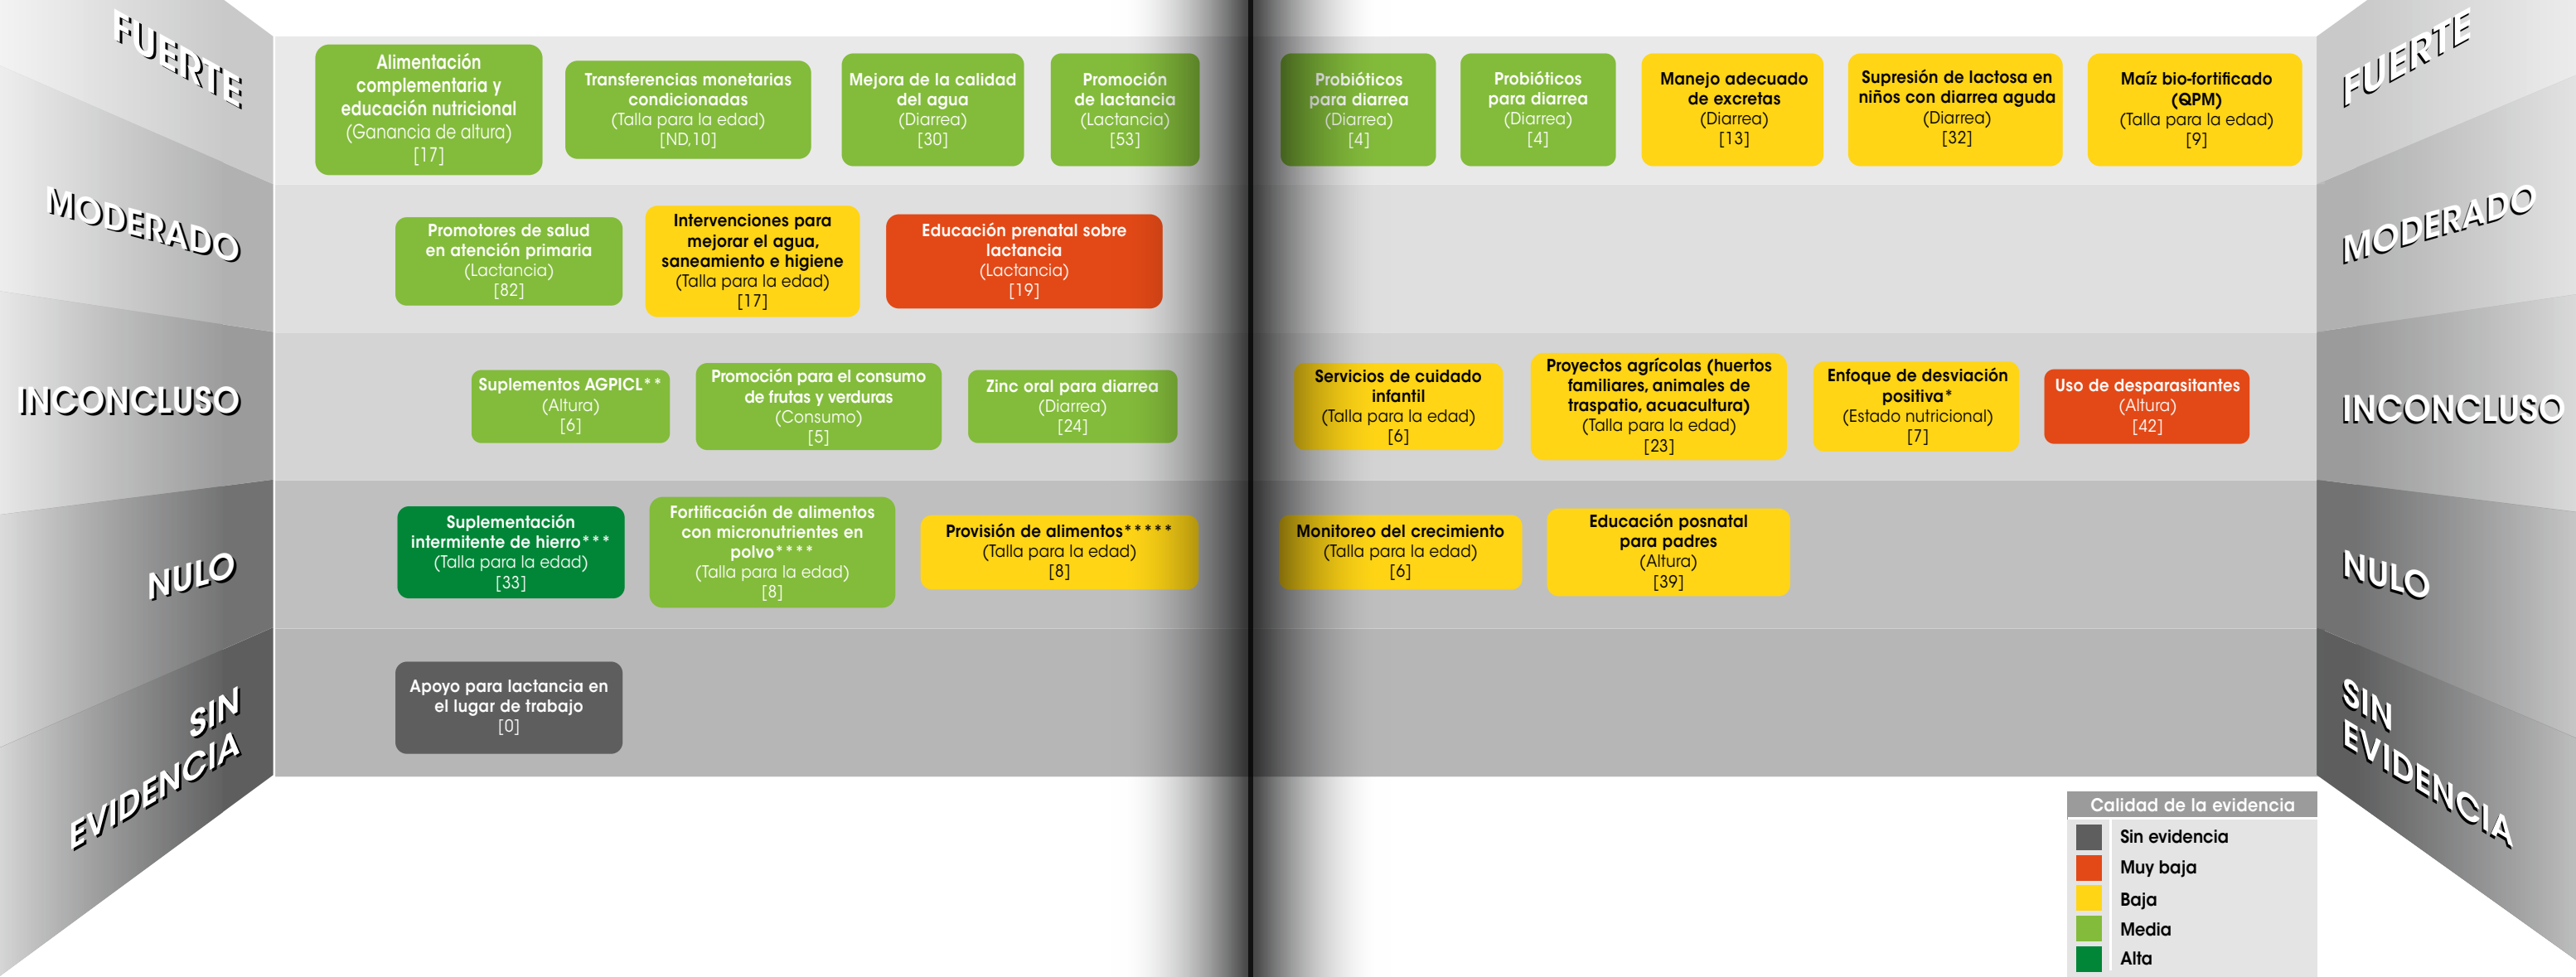 FUERTE
Alimentación
complementaria y
educación nutricional
(Ganancia de altura)
[17]
Transferencias monetarias
condicionadas
(Talla para la edad)
[ND,10]
Mejora de la calidad
del agua
(Diarrea)
[30]
Promoción
de lactancia
(Lactancia)
[53]
Probióticos
para diarrea
(Diarrea)
[4]
Probióticos
para diarrea
(Diarrea)
[4]
Manejo adecuado
de excretas
(Diarrea)
[13]
Supresión de lactosa en
niños con diarrea aguda
(Diarrea)
[32]
Maíz bio-fortificado
(QPM)
(Talla para la edad)
[9]
FUERTE
MODERADO
Promotores de salud
en atención primaria
(Lactancia)
[82]
Intervenciones para
mejorar el agua,
saneamiento e higiene
(Talla para la edad)
[17]
Educación prenatal sobre
lactancia
(Lactancia)
[19]
MODERADO
INCONCLUSO
Suplementos AGPICL**
(Altura)
[6]
Promoción para el consumo
de frutas y verduras
(Consumo)
[5]
Zinc oral para diarrea
(Diarrea)
[24]
Servicios de cuidado
infantil
(Talla para la edad)
[6]
Proyectos agrícolas (huertos
familiares, animales de
traspatio, acuacultura)
(Talla para la edad)
[23]
Enfoque de desviación
positiva*
(Estado nutricional)
[7]
Uso de desparasitantes
(Altura)
[42]
INCONCLUSO
NULO
Suplementación
intermitente de hierro***
(Talla para la edad)
[33]
Fortificación de alimentos
con micronutrientes en
polvo****
(Talla para la edad)
[8]
Provisión de alimentos*****
(Talla para la edad)
[8]
Monitoreo del crecimiento
(Talla para la edad)
[6]
Educación posnatal
para padres
(Altura)
[39]
NULO
SIN
EVIDENCIA
Apoyo para lactancia en
el lugar de trabajo
[0]
SIN
EVIDENCIA
Calidad de la evidencia
Sin evidencia
Muy baja
Baja
Media
Alta